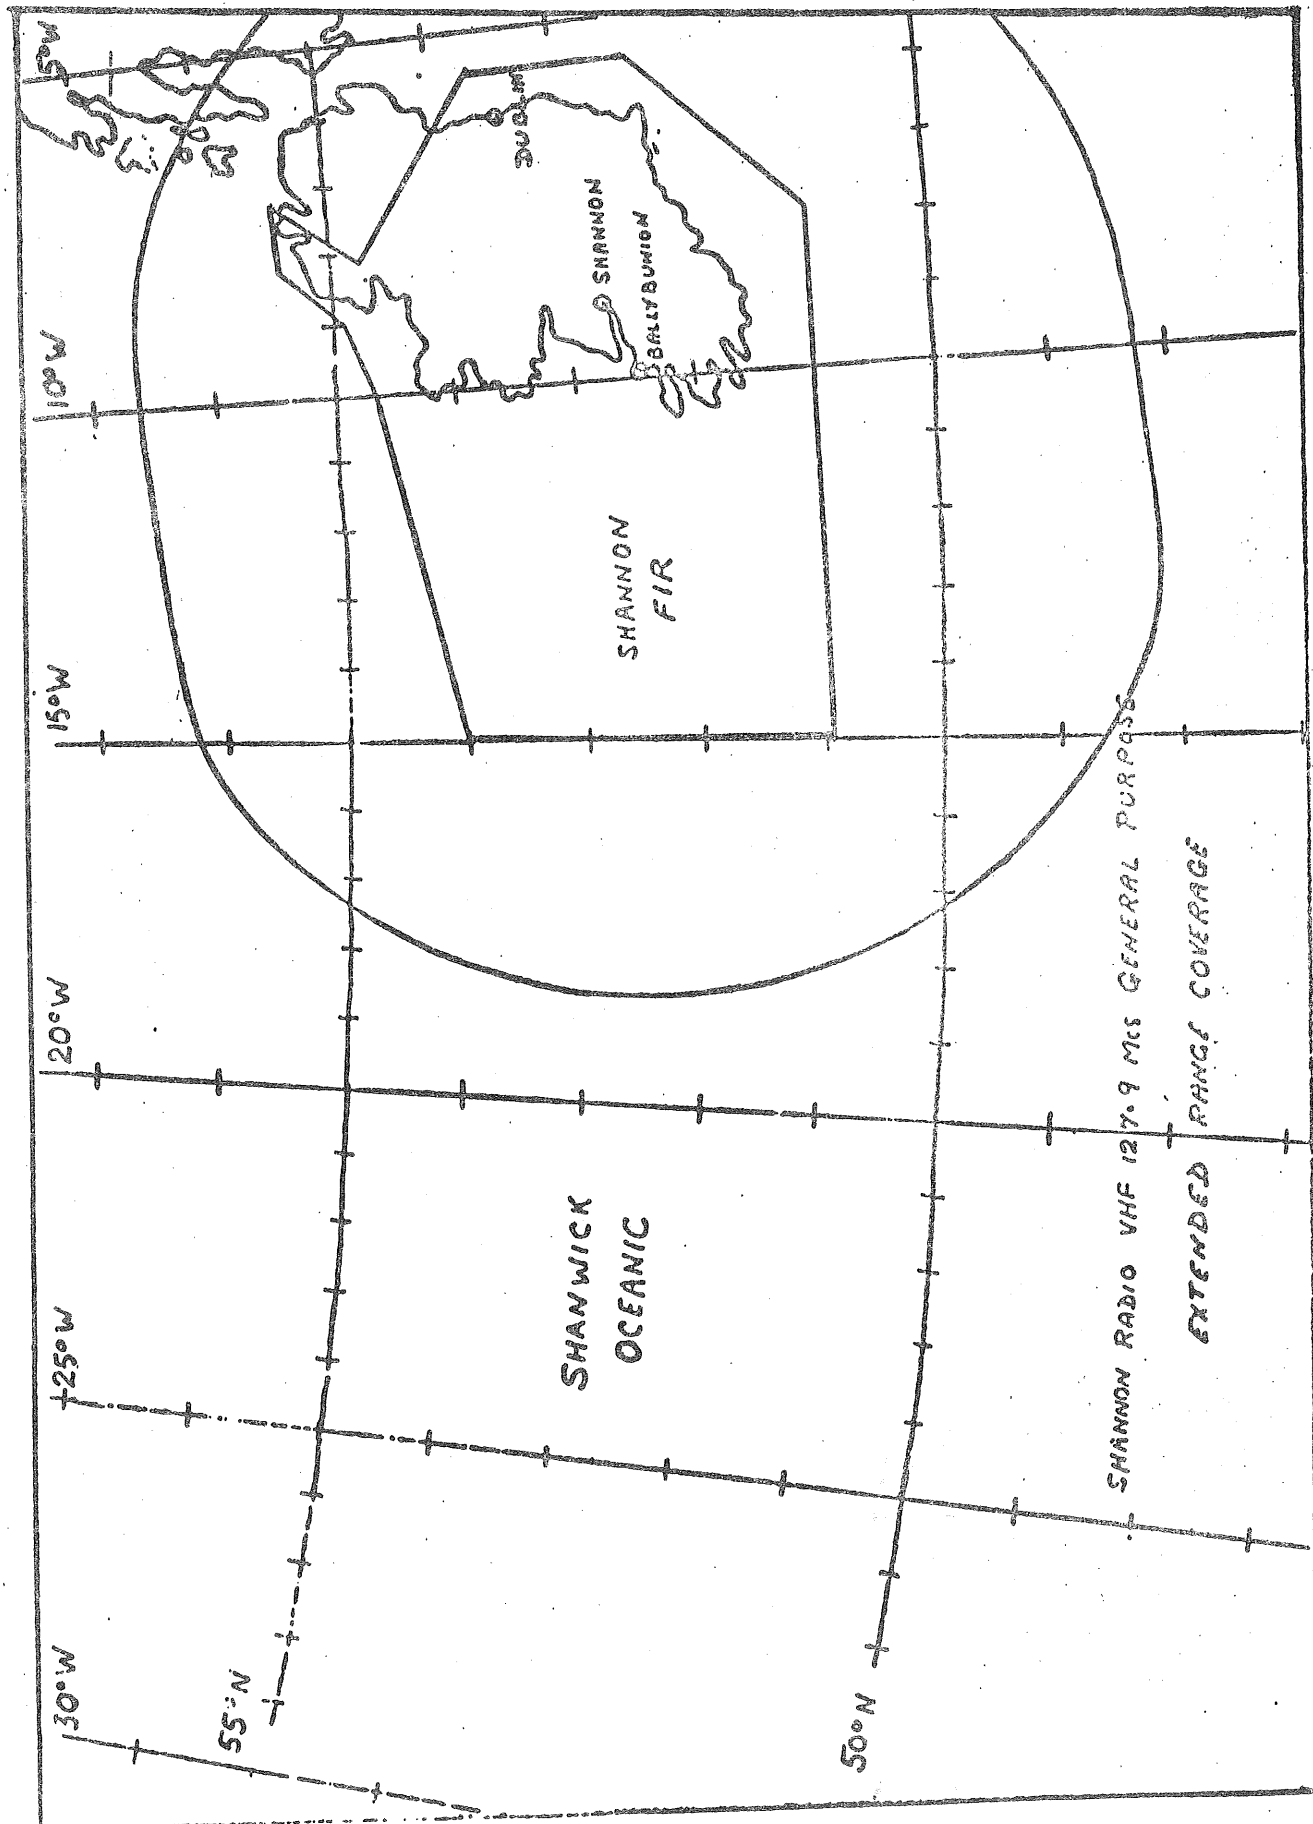 30°W
25°W
20°W
15°W
10°W
5°W
55°N
50°N
SHANWICK
OCEANIC
SHANNON
FIR
DUBLIN
SHANNON
BALLYBUNION
SHANNON RADIO VHF 127.9 Mcs GENERAL PURPOSE
EXTENDED RANGE COVERAGE